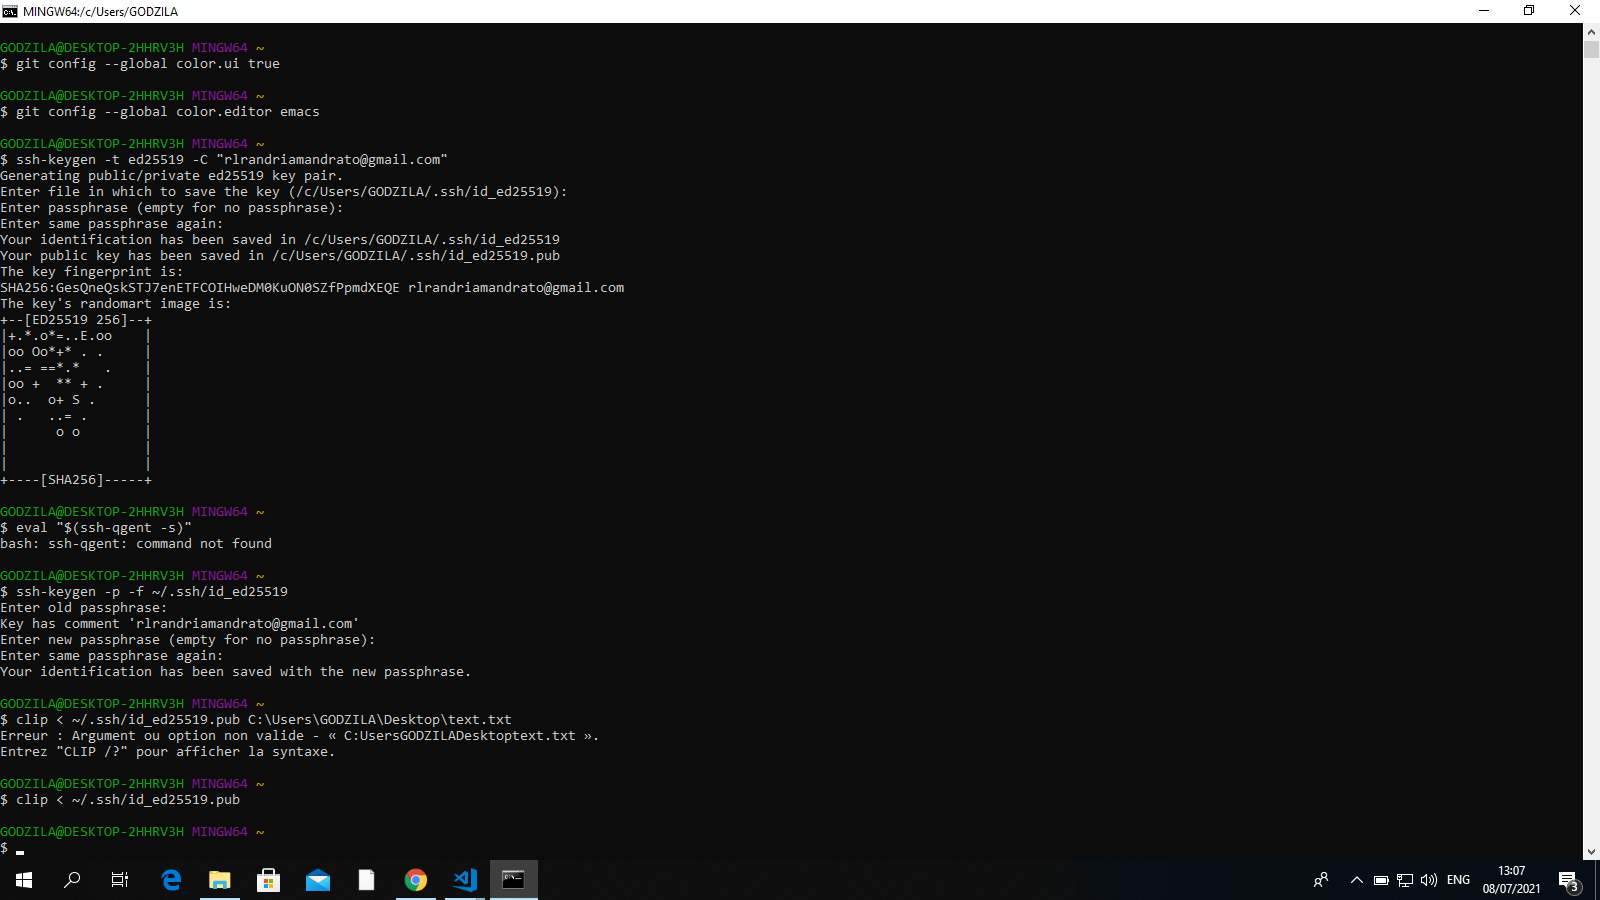 MINGW64:/c/Users/GODZILA
GODZILA@DESKTOP-2HHRV3H MINGW64 ~
$ git config --global color.ui true
GODZILA@DESKTOP-2HHRV3H MINGW64 ~
$ git config --global color.editor emacs
GODZILA@DESKTOP-2HHRV3H MINGW64 ~
$ ssh-keygen -t ed25519 -C "rlrandriamandrato@gmail.com"
Generating public/private ed25519 key pair.
Enter file in which to save the key (/c/Users/GODZILA/.ssh/id_ed25519):
Enter passphrase (empty for no passphrase):
Enter same passphrase again:
Your identification has been saved in /c/Users/GODZILA/.ssh/id_ed25519
Your public key has been saved in /c/Users/GODZILA/.ssh/id_ed25519.pub
The key fingerprint is:
SHA256:GesQneQskSTJ7enETFCOIHweDM0KuON0SZfPpmdXEQE rlrandriamandrato@gmail.com
The key's randomart image is:
+--[ED25519 256]--+
|+.*.o*=..E.oo    |
|oo Oo*+* . .     |
|..= ==*.*   .    |
|oo +  ** + .     |
|o..  o+ S .      |
| .   ..= .       |
|      o o        |
|                 |
|                 |
+----[SHA256]-----+
GODZILA@DESKTOP-2HHRV3H MINGW64 ~
$ eval "$(ssh-qgent -s)"
bash: ssh-qgent: command not found
GODZILA@DESKTOP-2HHRV3H MINGW64 ~
$ ssh-keygen -p -f ~/.ssh/id_ed25519
Enter old passphrase:
Key has comment 'rlrandriamandrato@gmail.com'
Enter new passphrase (empty for no passphrase):
Enter same passphrase again:
Your identification has been saved with the new passphrase.
GODZILA@DESKTOP-2HHRV3H MINGW64 ~
$ clip < ~/.ssh/id_ed25519.pub C:\Users\GODZILA\Desktop\text.txt
Erreur : Argument ou option non valide - « C:UsersGODZILADesktoptext.txt ».
Entrez "CLIP /?" pour afficher la syntaxe.
GODZILA@DESKTOP-2HHRV3H MINGW64 ~
$ clip < ~/.ssh/id_ed25519.pub
GODZILA@DESKTOP-2HHRV3H MINGW64 ~
$
ENG
13:07
08/07/2021
3